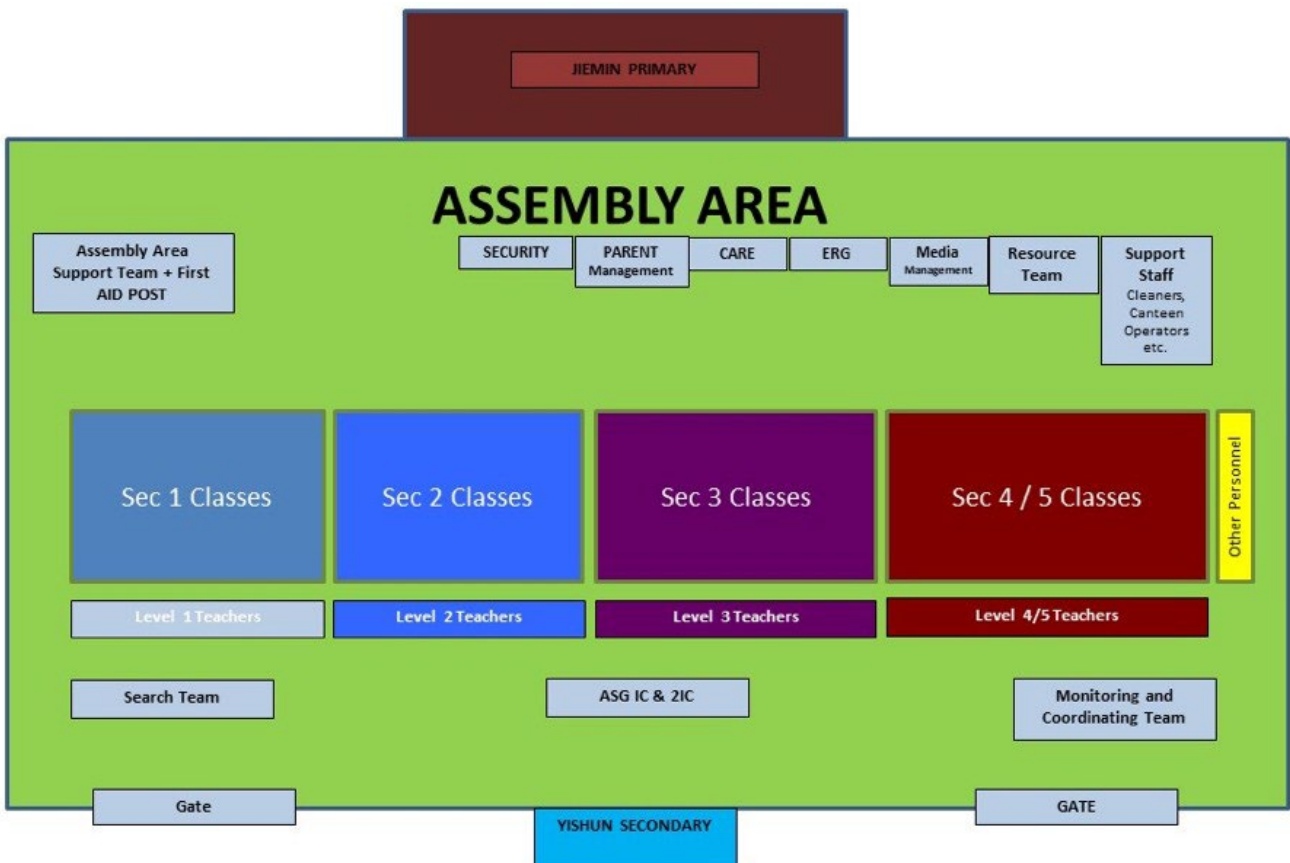 JIEMIN PRIMARY
ASSEMBLY AREA
Assembly Area
Support Team + First
AID POST
SECURITY
PARENT
Management
CARE
ERG
Media
Management
Resource
Team
Support
Staff
Cleaners,
Canteen
Operators
etc.
Sec 1 Classes
Sec 2 Classes
Sec 3 Classes
Sec 4 / 5 Classes
Other Personnel
Level 1 Teachers
Level 2 Teachers
Level 3 Teachers
Level 4/5 Teachers
Search Team
ASG IC & 2IC
Monitoring and
Coordinating Team
Gate
YISHUN SECONDARY
GATE